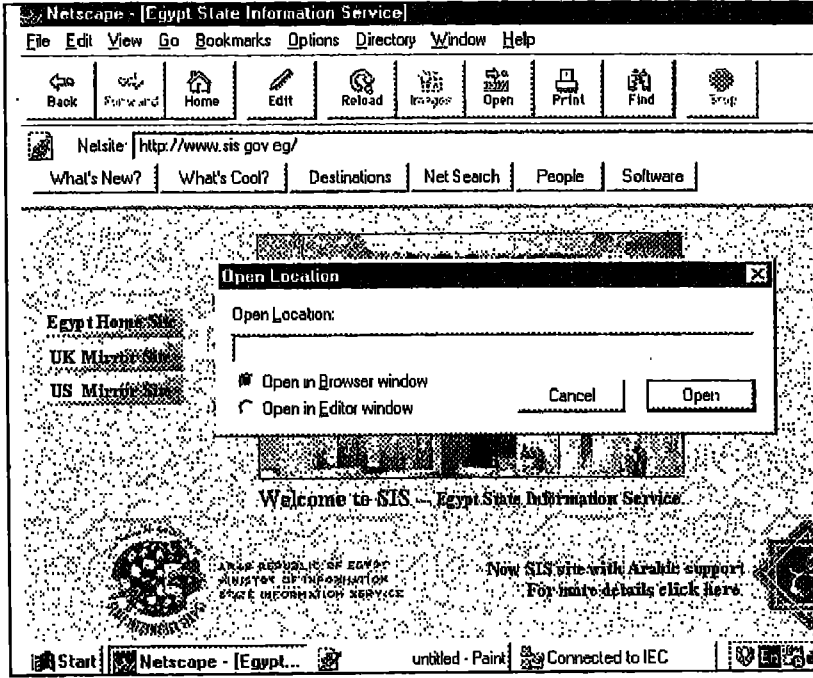 Netscape - [Egypt State Information Service]
File Edit View Go Bookmarks Options Directory Window Help
Back Forward Home Edit Reload Images Open Print Find Stop
Netsite: http://www.sis gov eg/
What's New? What's Cool? Destinations Net Search People Software
Open Location
Open Location:
Egypt Home Site
UK Mirror Site
US Mirror Site
Open in Browser window
Open in Editor window
Cancel Open
Welcome to SIS -- Egypt State Information Service
ARAB REPUBLIC OF EGYPT
MINISTRY OF INFORMATION
STATE INFORMATION SERVICE
Now SIS site with Arabic support
For more details click here
Start Netscape - [Egypt... untitled - Paint Connected to IEC En